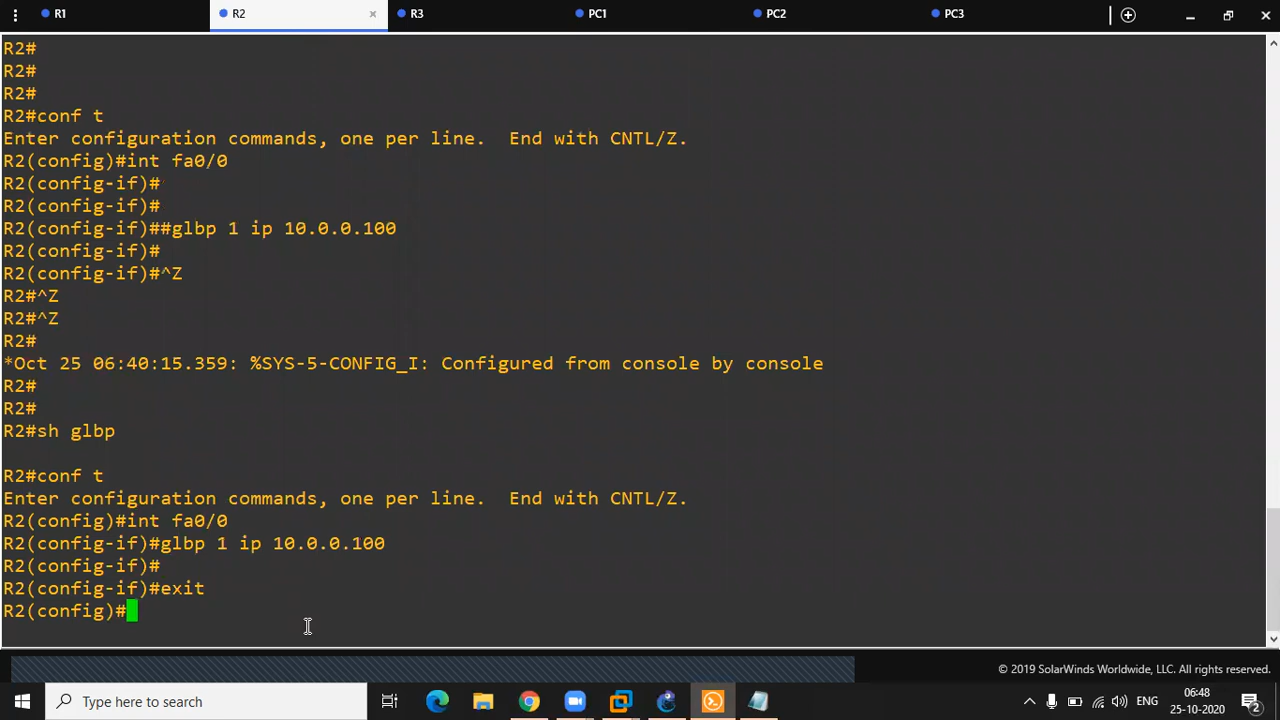 R1
R2
×
R3
PC1
PC2
PC3
R2#
R2#
R2#
R2#conf t
Enter configuration commands, one per line.  End with CNTL/Z.
R2(config)#int fa0/0
R2(config-if)#
R2(config-if)#
R2(config-if)##glbp 1 ip 10.0.0.100
R2(config-if)#
R2(config-if)#^Z
R2#^Z
R2#^Z
R2#
*Oct 25 06:40:15.359: %SYS-5-CONFIG_I: Configured from console by console
R2#
R2#
R2#sh glbp
R2#conf t
Enter configuration commands, one per line.  End with CNTL/Z.
R2(config)#int fa0/0
R2(config-if)#glbp 1 ip 10.0.0.100
R2(config-if)#
R2(config-if)#exit
R2(config)#
© 2019 SolarWinds Worldwide, LLC. All rights reserved.
Type here to search
ENG
06:48
25-10-2020
2